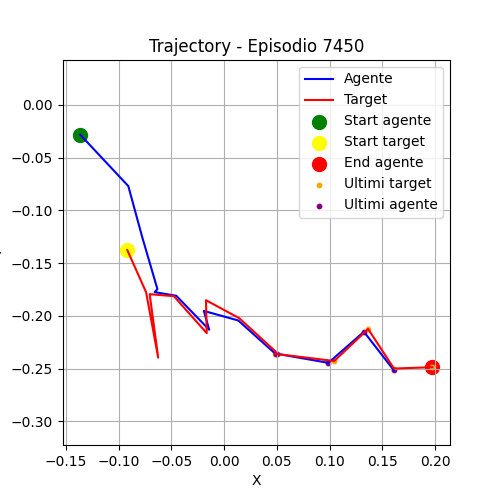 Trajectory - Episodio 7450
Agente
Target
Start agente
Start target
End agente
Ultimi target
Ultimi agente
0.00
−0.05
−0.10
−0.15
−0.20
−0.25
−0.30
−0.15 −0.10 −0.05 0.00 0.05 0.10 0.15 0.20
X